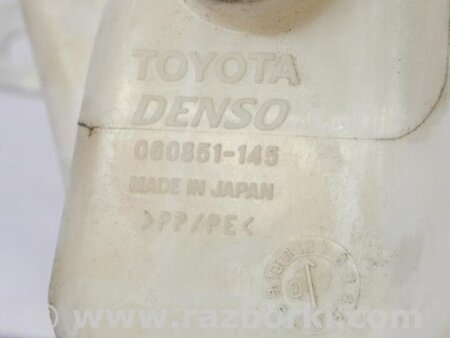 TOYOTA
DENSO
060851-145
MADE IN JAPAN
>PP/PE<
www.razborki.com